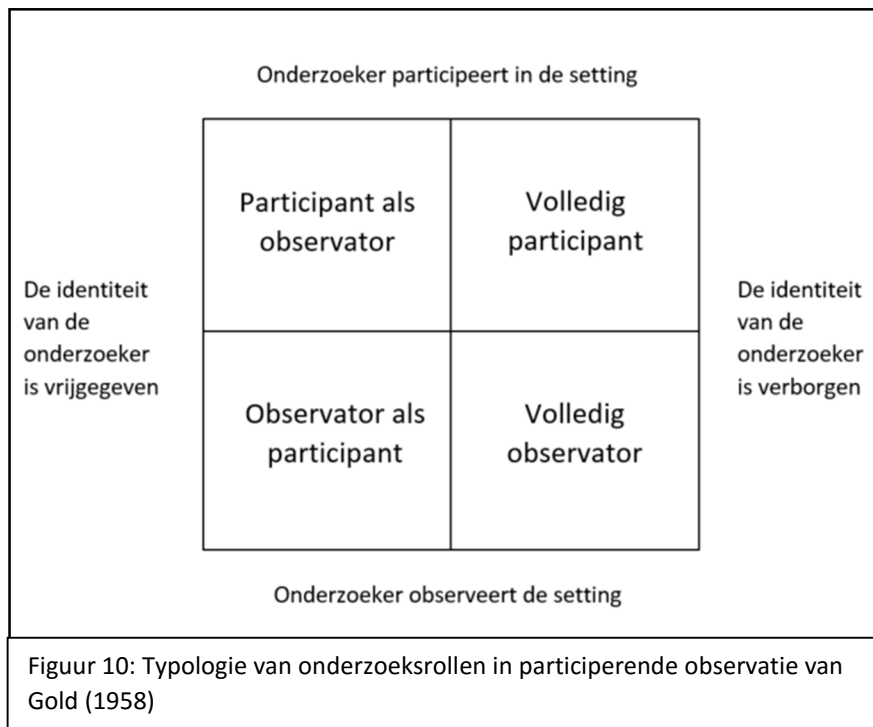 Onderzoeker participeert in de setting
Participant als
observator
Volledig
participant
De identiteit
van de
onderzoeker
is vrijgegeven
De identiteit
van de
onderzoeker
is verborgen
Observator als
participant
Volledig
observator
Onderzoeker observeert de setting
Figuur 10: Typologie van onderzoeksrollen in participerende observatie van
Gold (1958)